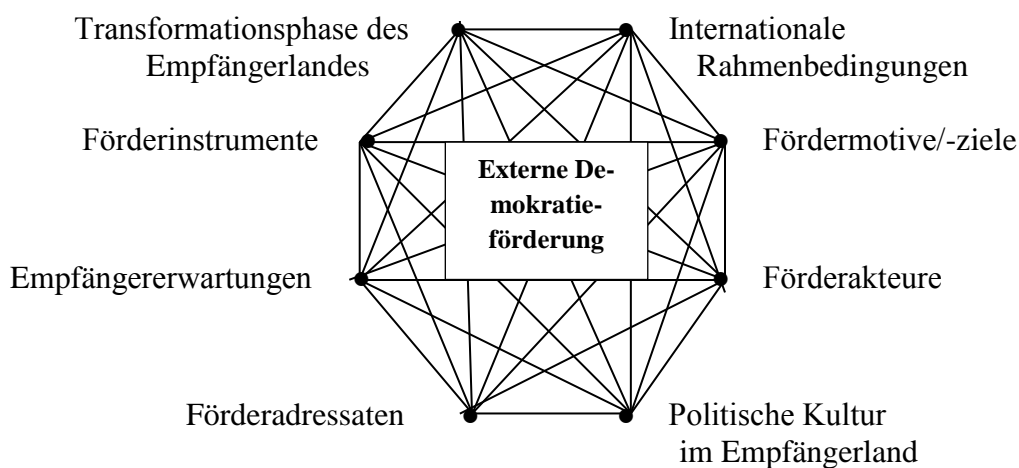 Transformationsphase des
Empfängerlandes
Internationale
Rahmenbedingungen
Förderinstrumente
Fördermotive/-ziele
Externe De-
mokratie-
förderung
Empfängererwartungen
Förderakteure
Förderadressaten
Politische Kultur
im Empfängerland